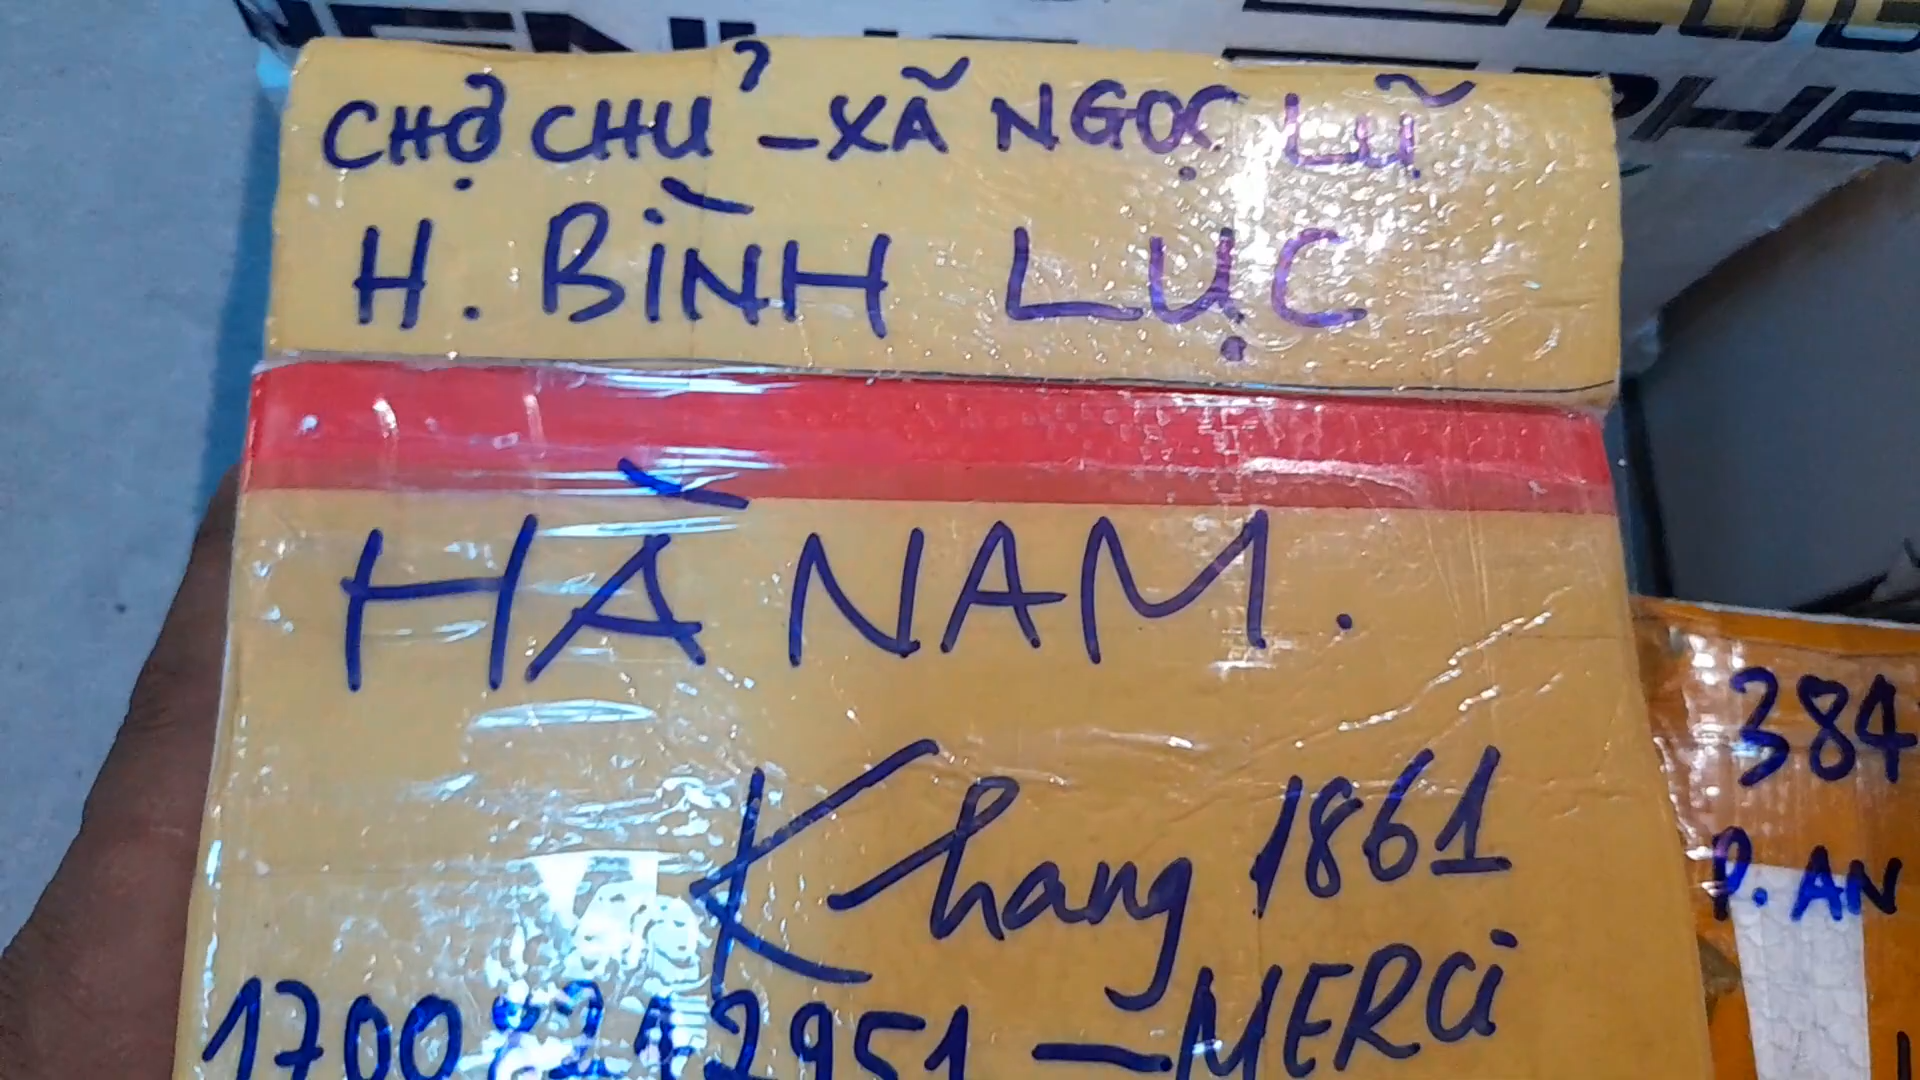 CHỢ CHỦ - XÃ NGỌC LŨ
H. BÌNH LỤC
HÀ NAM.
Khang 1861
- MERCi
384
P. AN